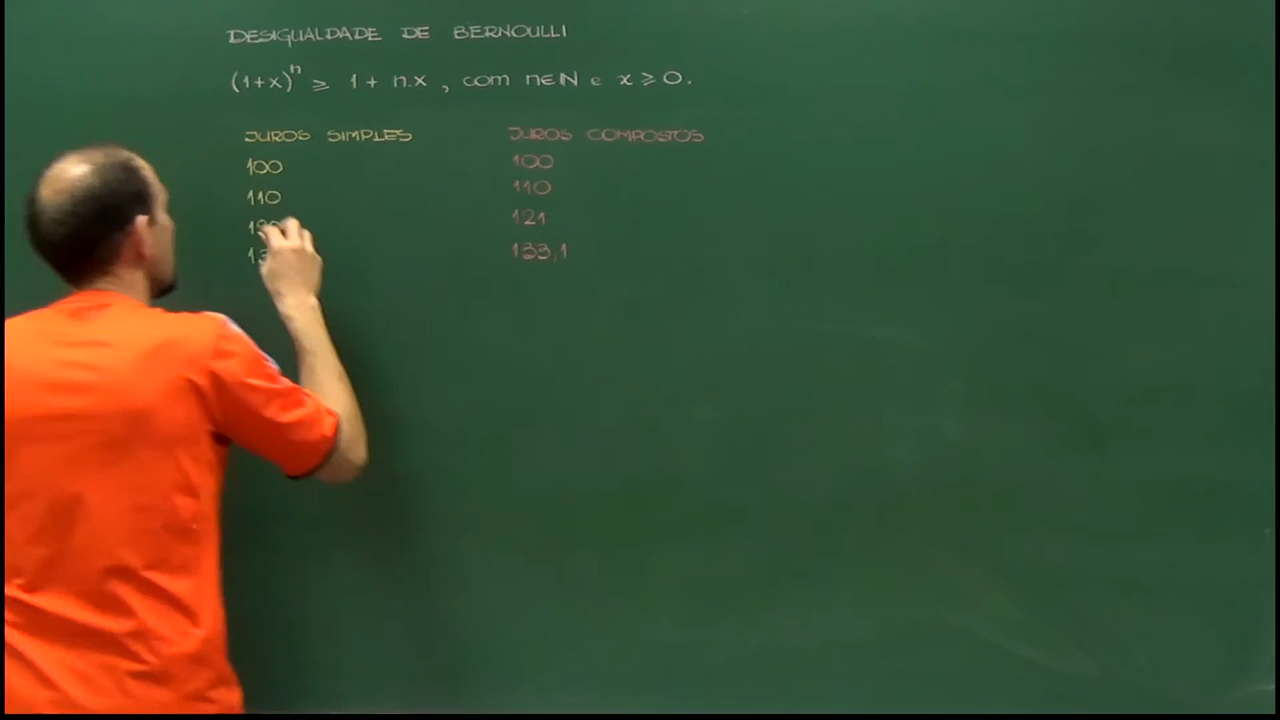 DESIGUALDADE DE BERNOULLI
(1+x)^n ≥ 1 + n.x , com n∈ℕ e x ≥ 0.
JUROS SIMPLES
100
110
JUROS COMPOSTOS
100
110
121
133,1